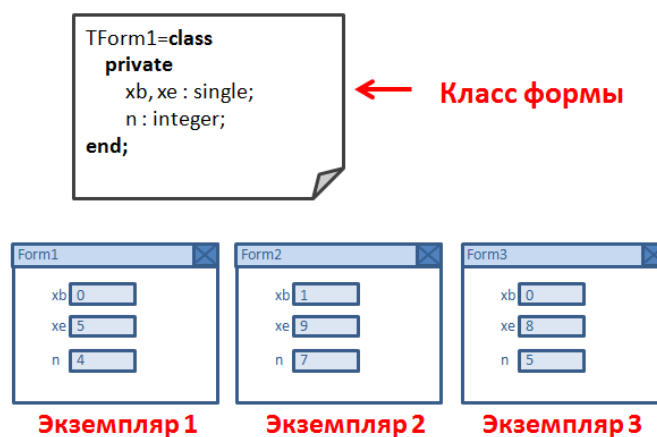 TForm1=class
private
xb, xe : single;
n : integer;
end;
Класс формы
Form1
xb 0
xe 5
n 4
Экземпляр 1
Form2
xb 1
xe 9
n 7
Экземпляр 2
Form3
xb 0
xe 8
n 5
Экземпляр 3